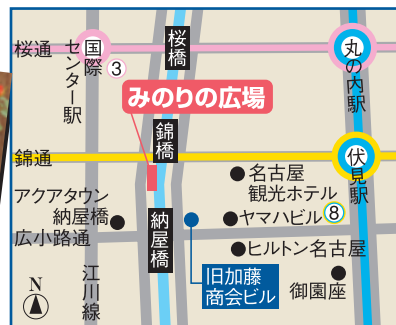 桜通
国際
センター駅
③
桜橋
丸の内駅
みのりの広場
錦橋
錦通
伏見駅
名古屋
観光ホテル
アクアタウン
納屋橋
納屋橋
ヤマハビル⑧
広小路通
ヒルトン名古屋
旧加藤
商会ビル
御園座
江川線
N